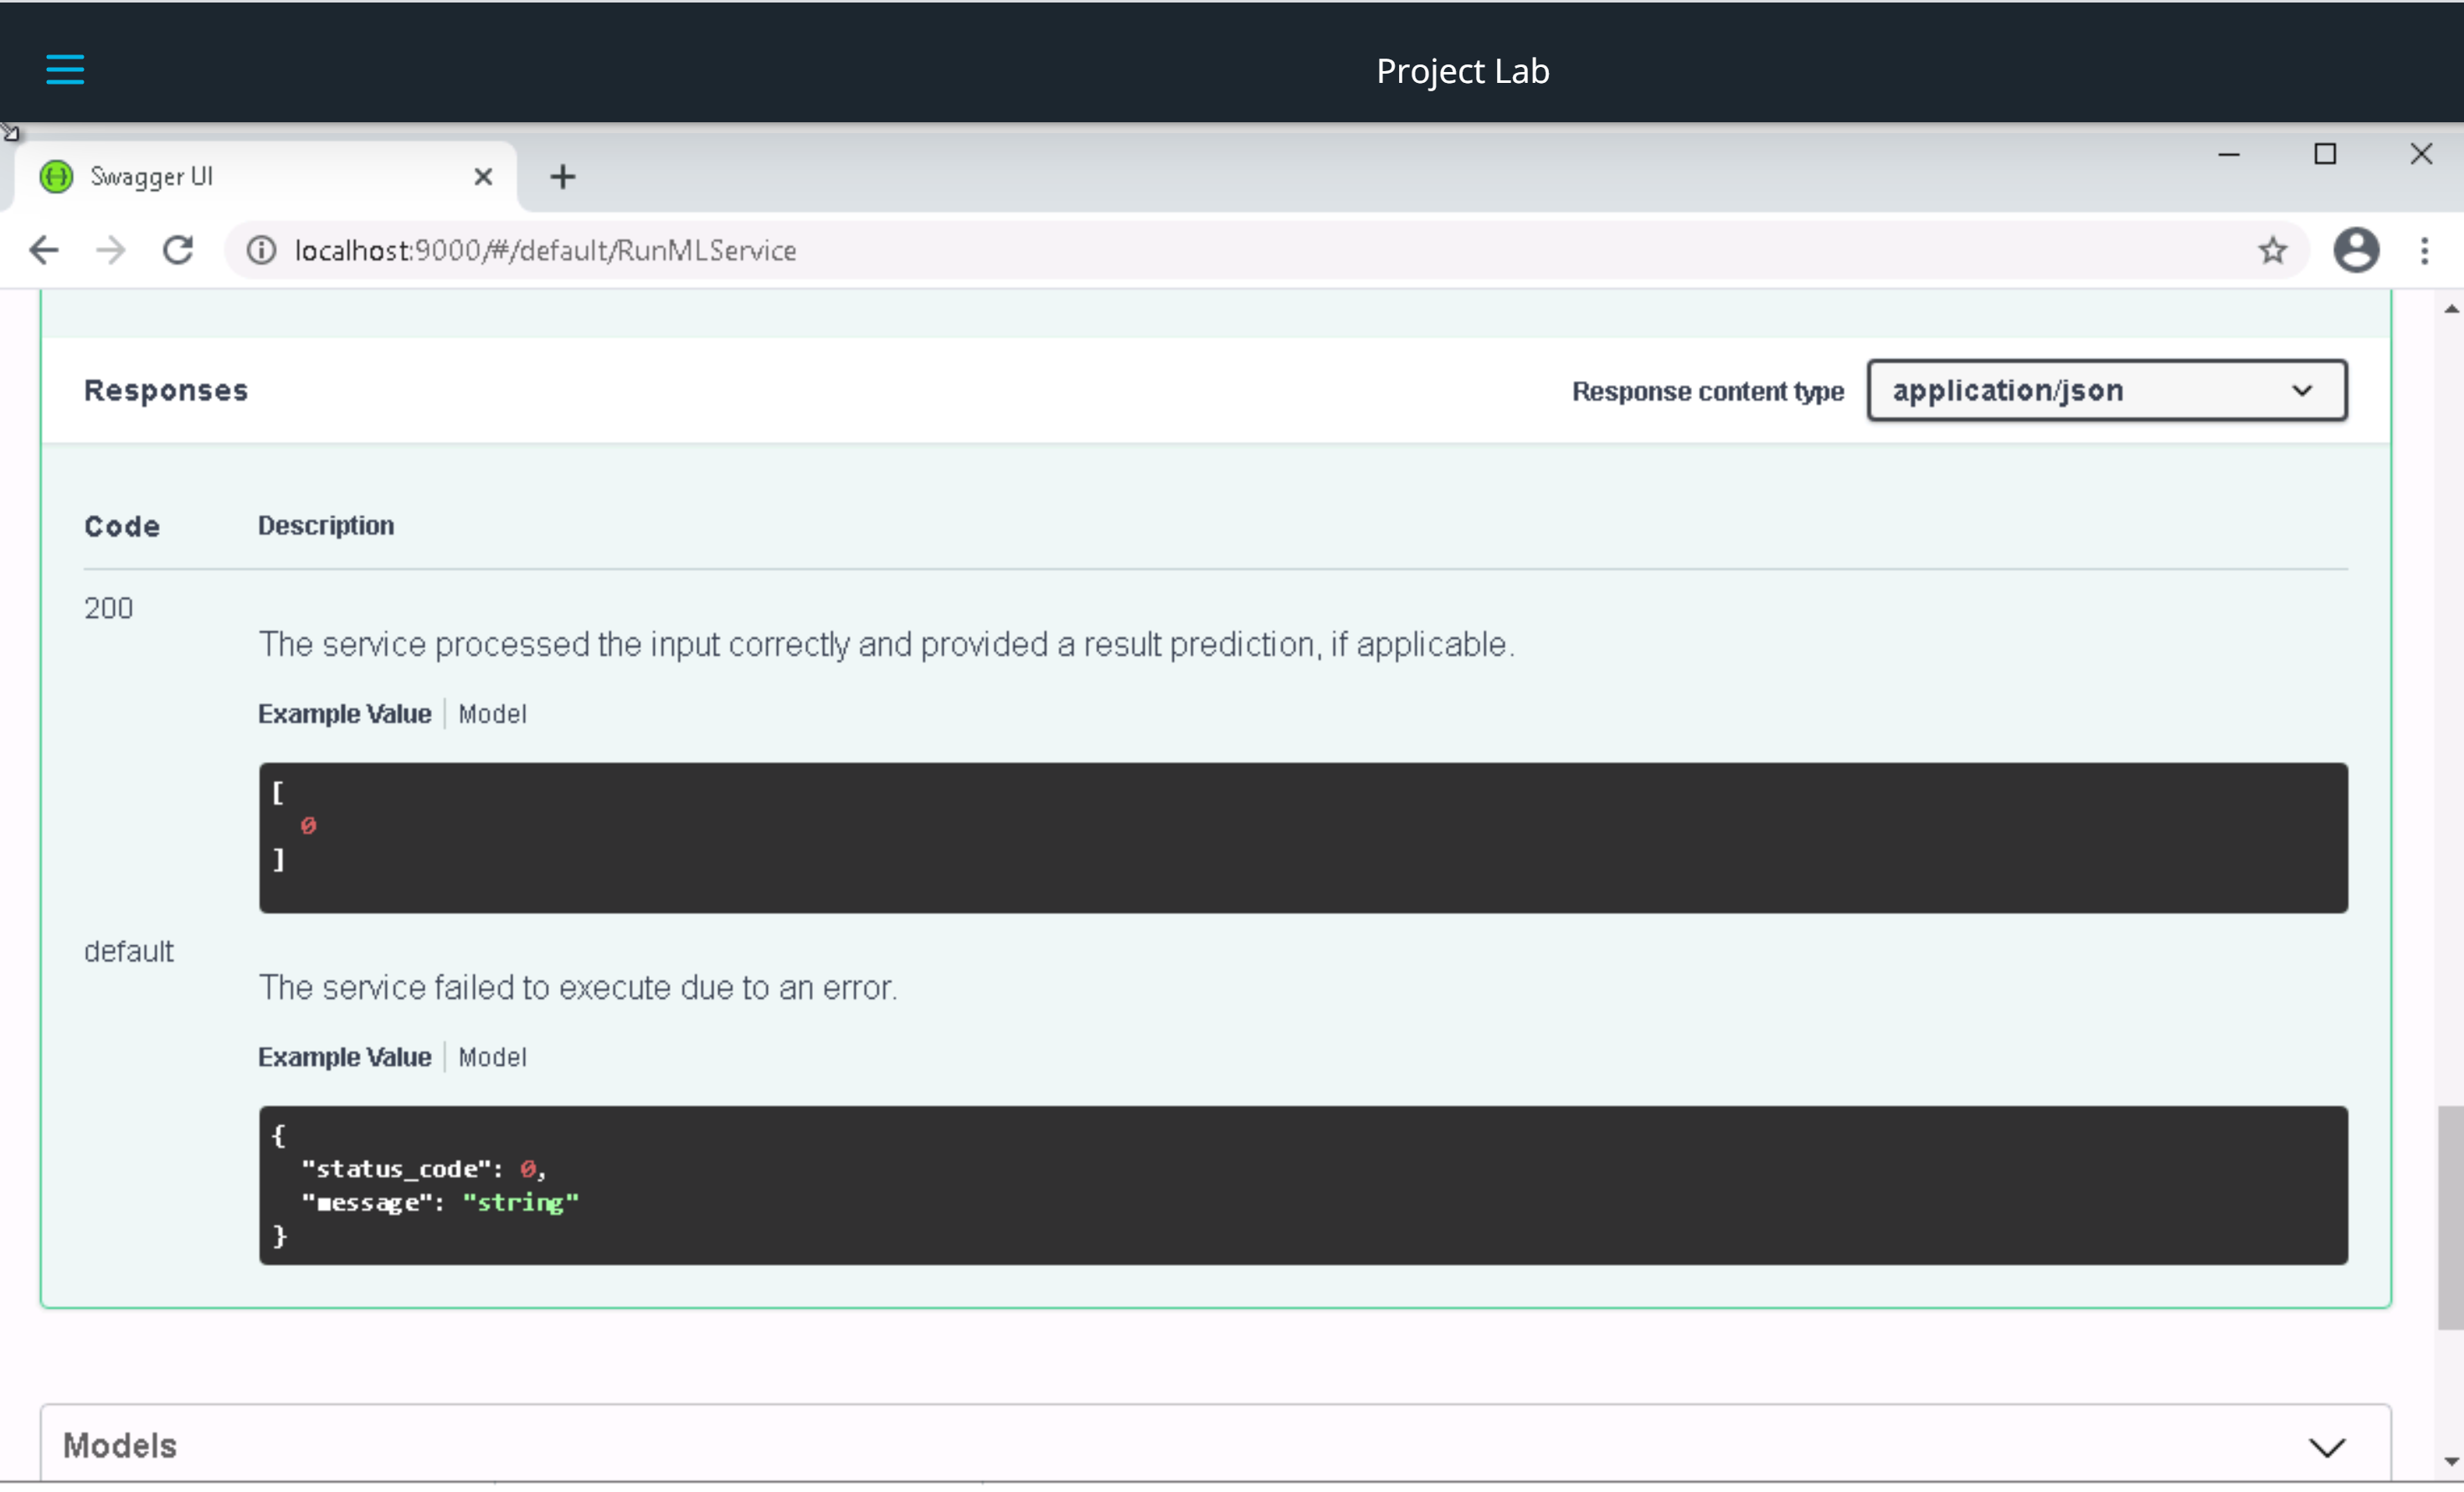 Project Lab
Swagger UI
localhost:9000/#/default/RunMLService
Responses
Response content type
application/json
Code Description
200
The service processed the input correctly and provided a result prediction, if applicable.
Example Value Model
[
0
]
default
The service failed to execute due to an error.
Example Value Model
{
"status_code": 0,
"message": "string"
}
Models